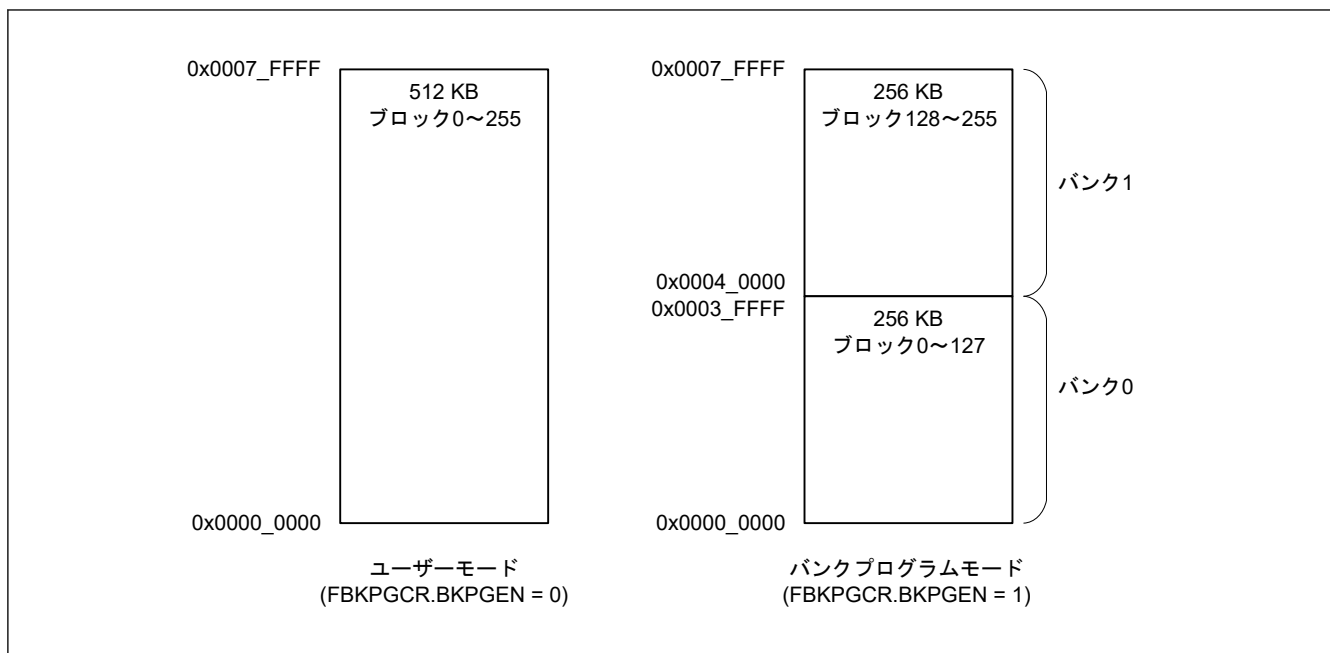 0x0007_FFFF
512 KB
ブロック0～255
0x0000_0000
ユーザーモード
(FBKPGCR.BKPGEN = 0)
0x0007_FFFF
256 KB
ブロック128～255
バンク1
0x0004_0000
0x0003_FFFF
256 KB
ブロック0～127
バンク0
0x0000_0000
バンクプログラムモード
(FBKPGCR.BKPGEN = 1)